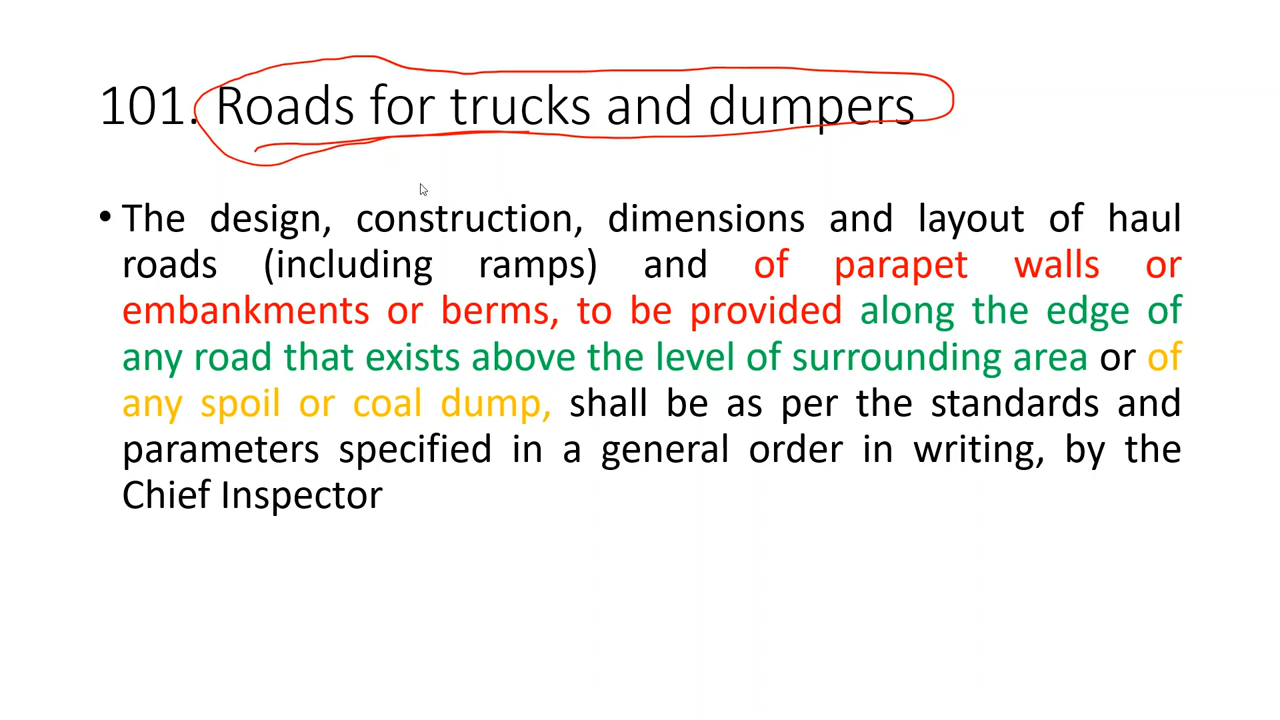 101. Roads for trucks and dumpers
• The design, construction, dimensions and layout of haul
roads (including ramps) and of parapet walls or
embankments or berms, to be provided along the edge of
any road that exists above the level of surrounding area or of
any spoil or coal dump, shall be as per the standards and
parameters specified in a general order in writing, by the
Chief Inspector